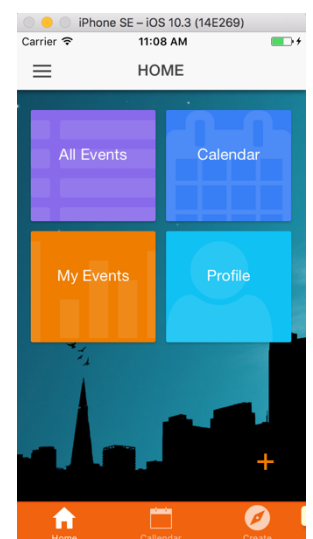 iPhone SE – iOS 10.3 (14E269)
Carrier 11:08 AM
HOME
All Events Calendar
My Events Profile
+
Home Callendar Create